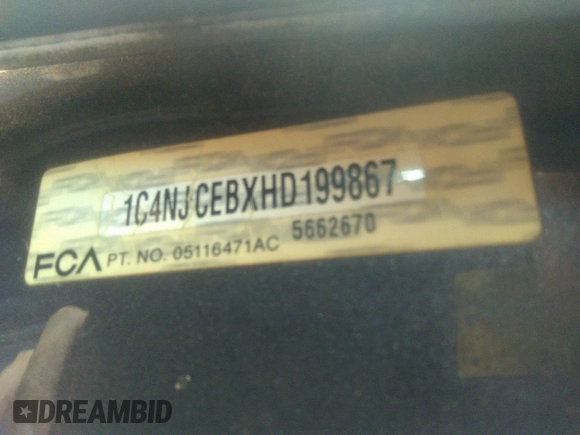 1C4NJCEBXHD199867
5662670
FCA PT. NO. 05116471AC
DREAMBID